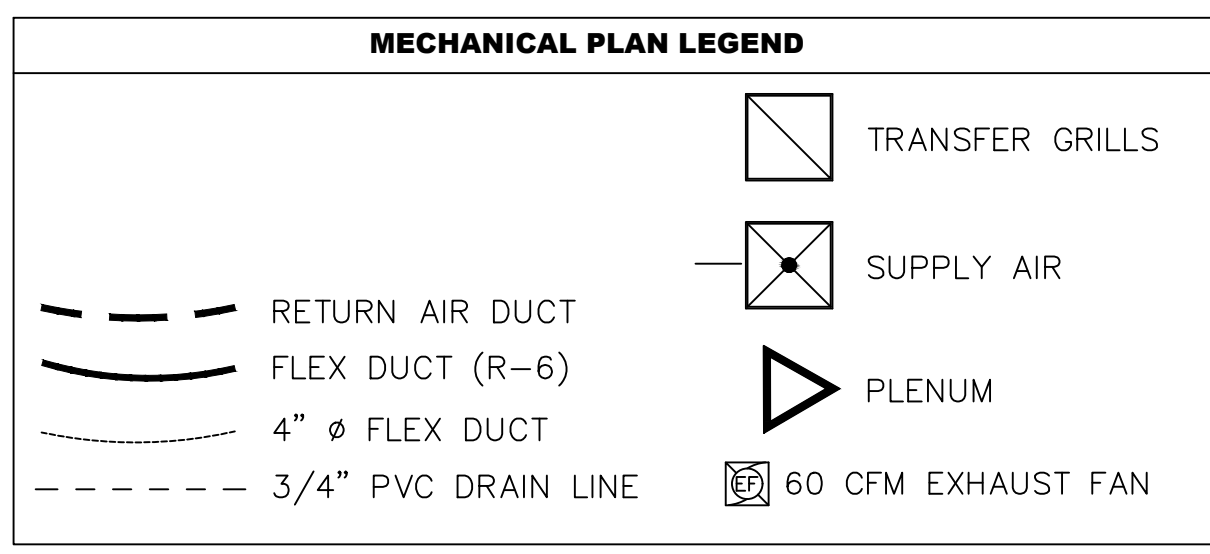 MECHANICAL PLAN LEGEND
RETURN AIR DUCT
FLEX DUCT (R-6)
4" ø FLEX DUCT
3/4" PVC DRAIN LINE
TRANSFER GRILLS
SUPPLY AIR
PLENUM
EF 60 CFM EXHAUST FAN